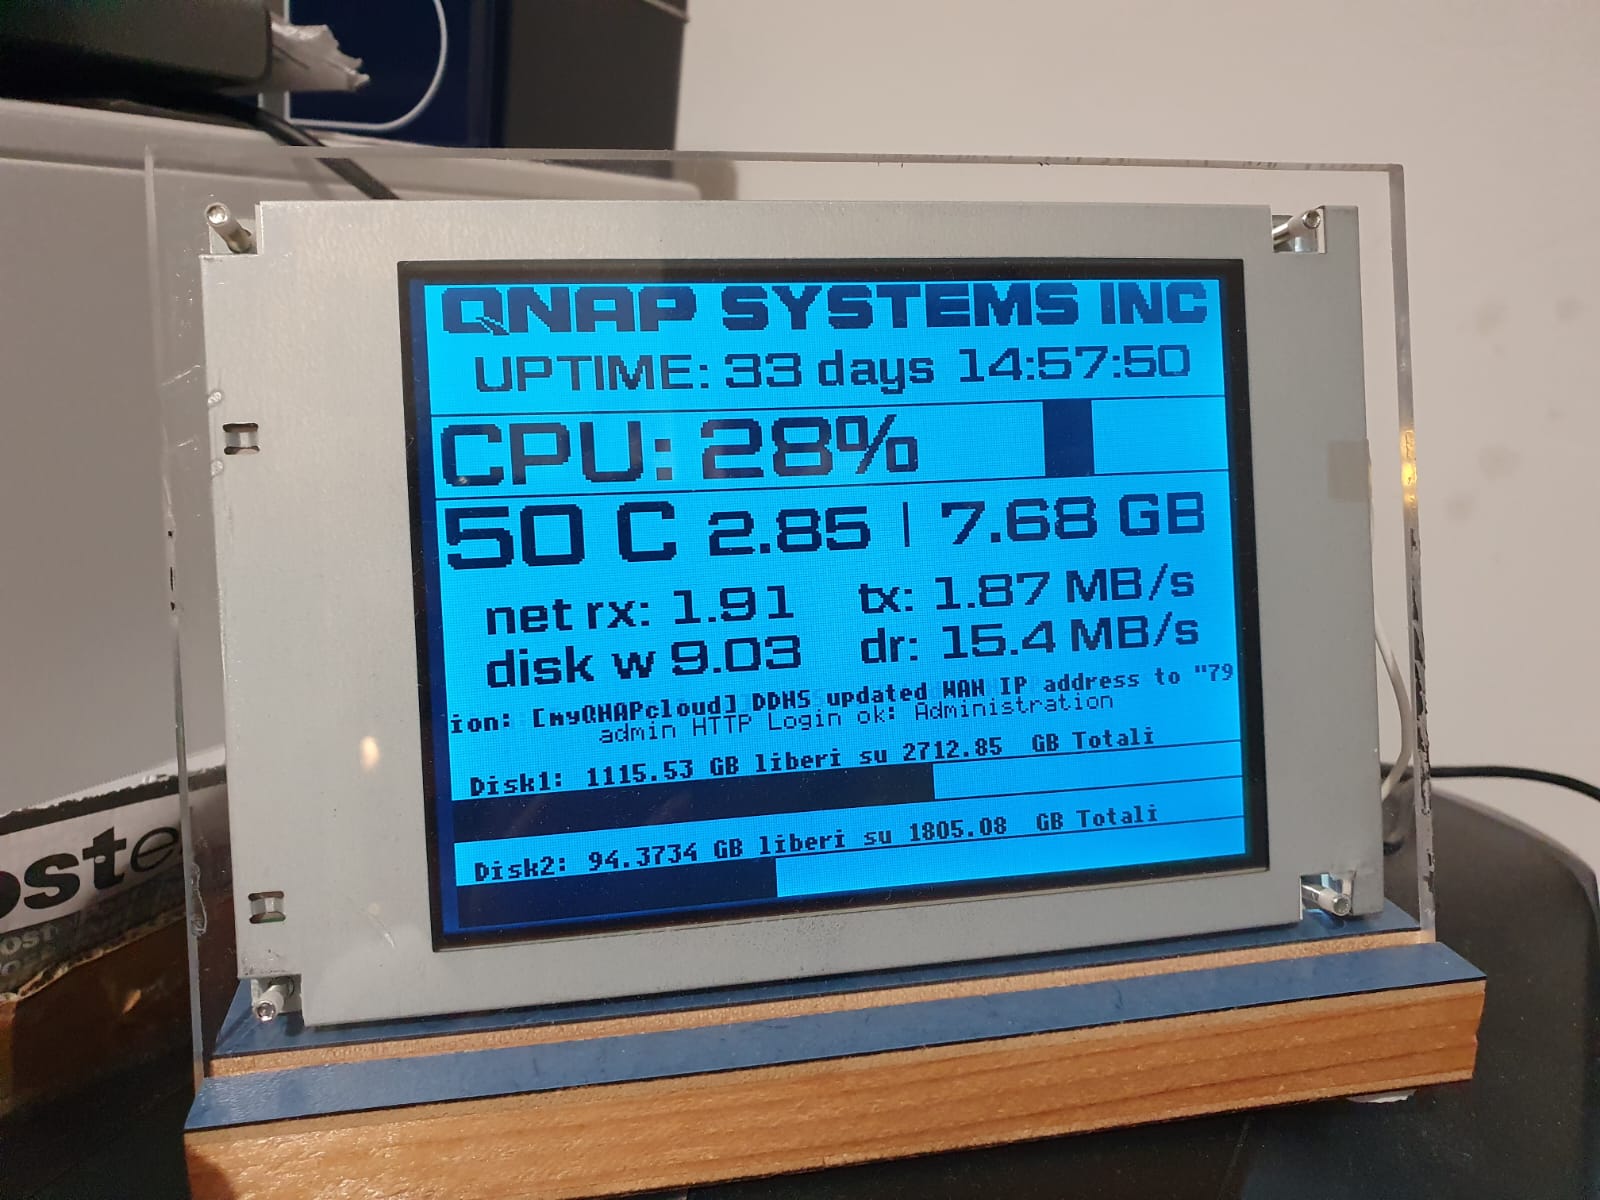 QNAP SYSTEMS INC
UPTIME: 33 days 14:57:50
CPU: 28%
50 C 2.85 | 7.68 GB
net rx: 1.91 tx: 1.87 MB/s
disk w 9.03 dr: 15.4 MB/s
ion: [myQNAPcloud] DDNS updated WAN IP address to "79
admin HTTP Login ok: Administration
Disk1: 1115.53 GB liberi su 2712.85 GB Totali
Disk2: 94.3734 GB liberi su 1805.08 GB Totali
oste